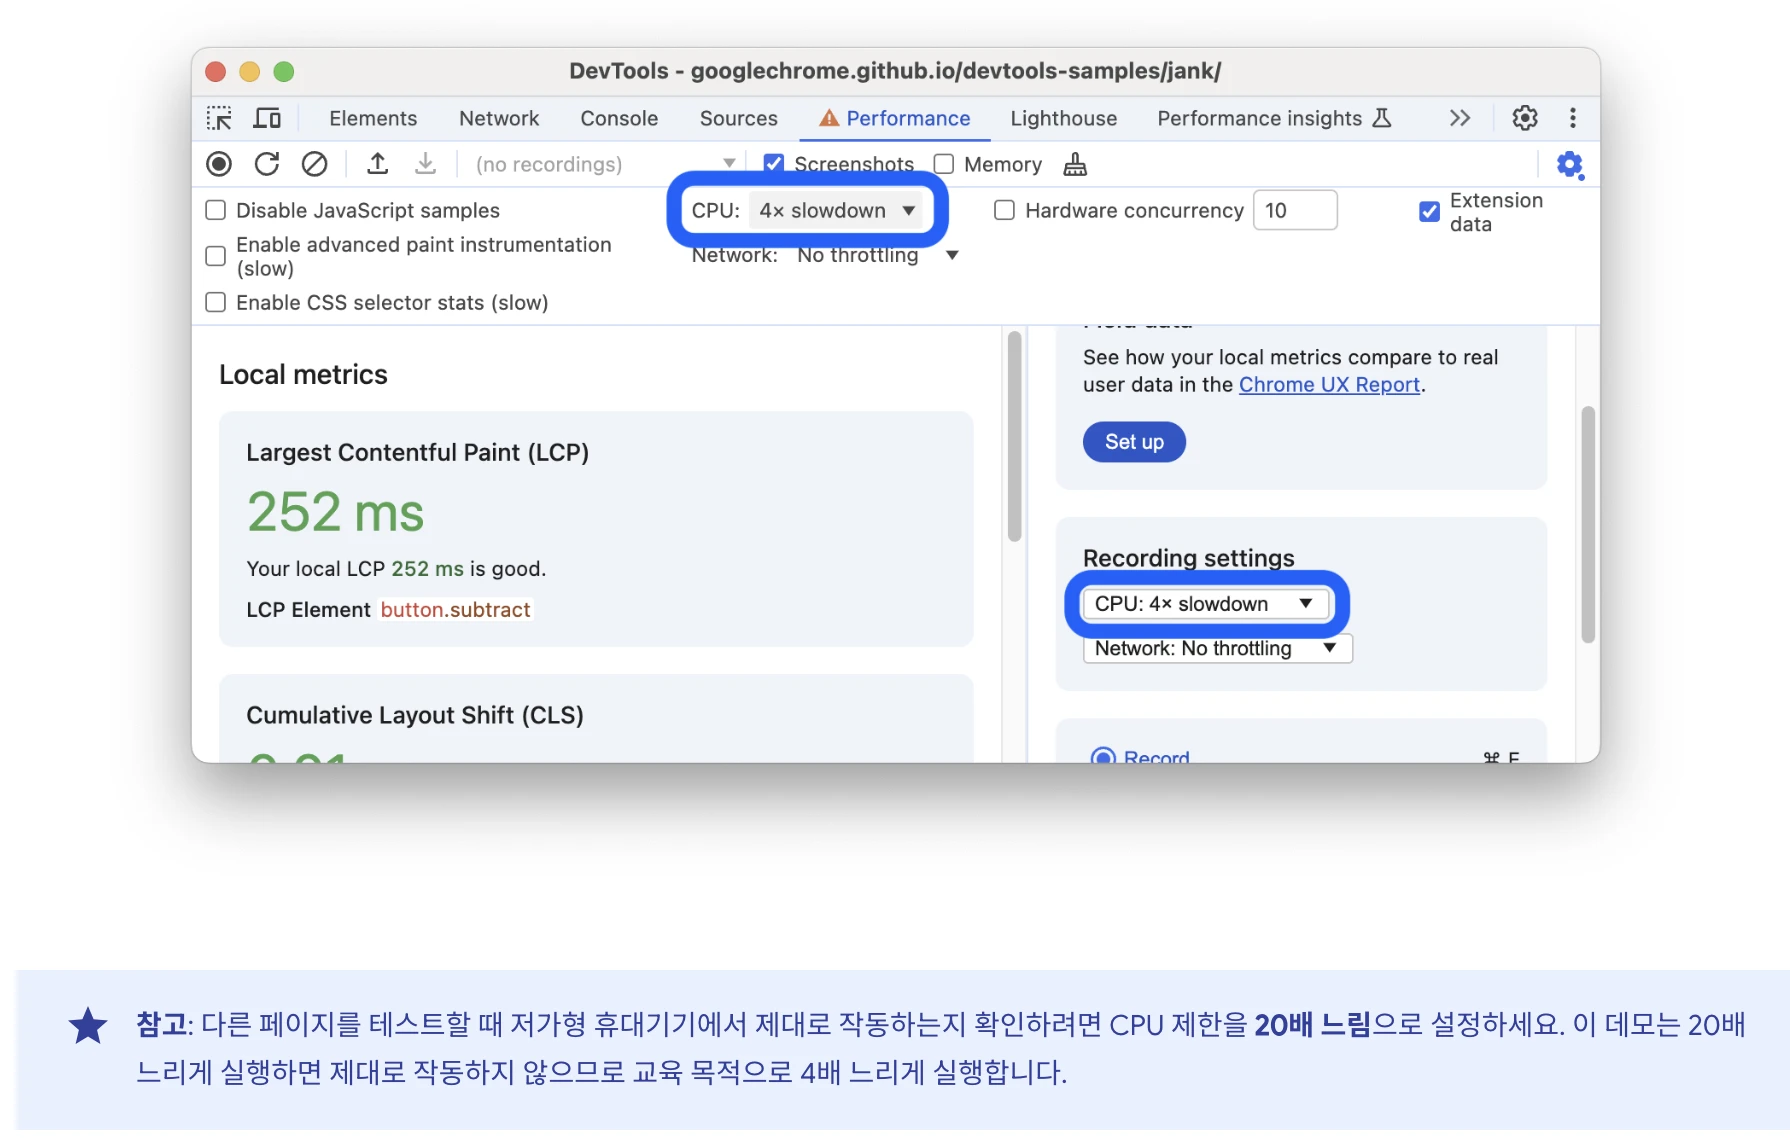 DevTools - googlechrome.github.io/devtools-samples/jank/
Elements Network Console Sources Performance Lighthouse Performance insights
(no recordings) Screenshots Memory
Disable JavaScript samples CPU: 4× slowdown Hardware concurrency 10 Extension data
Enable advanced paint instrumentation (slow) Network: No throttling
Enable CSS selector stats (slow)
Local metrics
Largest Contentful Paint (LCP)
252 ms
Your local LCP 252 ms is good.
LCP Element button.subtract
Cumulative Layout Shift (CLS)
See how your local metrics compare to real
user data in the Chrome UX Report.
Set up
Recording settings
CPU: 4× slowdown
Network: No throttling
Record
참고: 다른 페이지를 테스트할 때 저가형 휴대기기에서 제대로 작동하는지 확인하려면 CPU 제한을 20배 느림으로 설정하세요. 이 데모는 20배
느리게 실행하면 제대로 작동하지 않으므로 교육 목적으로 4배 느리게 실행합니다.